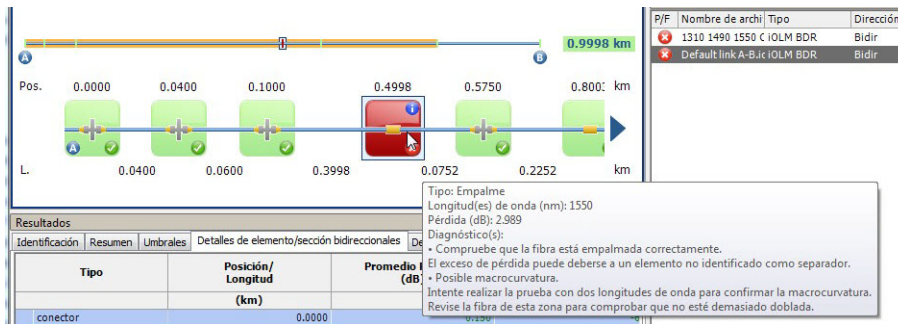 P/F Nombre de archi Tipo Dirección
1310 1490 1550 C iOLM BDR Bidir
Default link A-B.ic iOLM BDR Bidir
0.9998 km
A B
Pos. 0.0000 0.0400 0.1000 0.4998 0.5750 0.800 km
A
L. 0.0400 0.0600 0.3998 0.0752 0.2252 km
Tipo: Empalme
Longitud(es) de onda (nm): 1550
Pérdida (dB): 2.989
Diagnóstico(s):
• Compruebe que la fibra está empalmada correctamente.
El exceso de pérdida puede deberse a un elemento no identificado como separador.
• Posible macrocurvatura.
Intente realizar la prueba con dos longitudes de onda para confirmar la macrocurvatura.
Revise la fibra de esta zona para comprobar que no esté demasiado doblada.
Resultados
Identificación Resumen Umbrales Detalles de elemento/sección bidireccionales De
Tipo Posición/ Promedio
Longitud (dB)
(km)
conector 0.0000 0.150